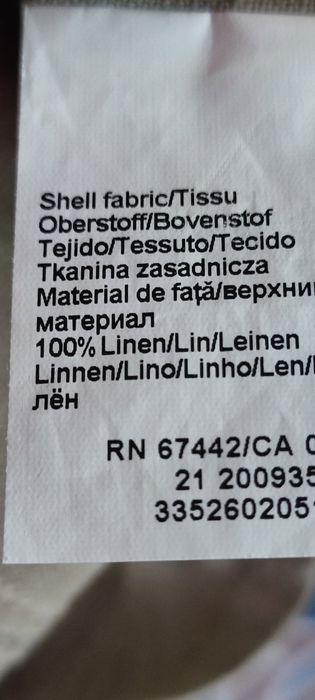 Shell fabric/Tissu
Oberstoff/Bovenstof
Tejido/Tessuto/Tecido
Tkanina zasadnicza
Material de față/верхни
материал
100% Linen/Lin/Leinen
Linnen/Lino/Linho/Len/
лён
RN 67442/CA
21 200935
335260205